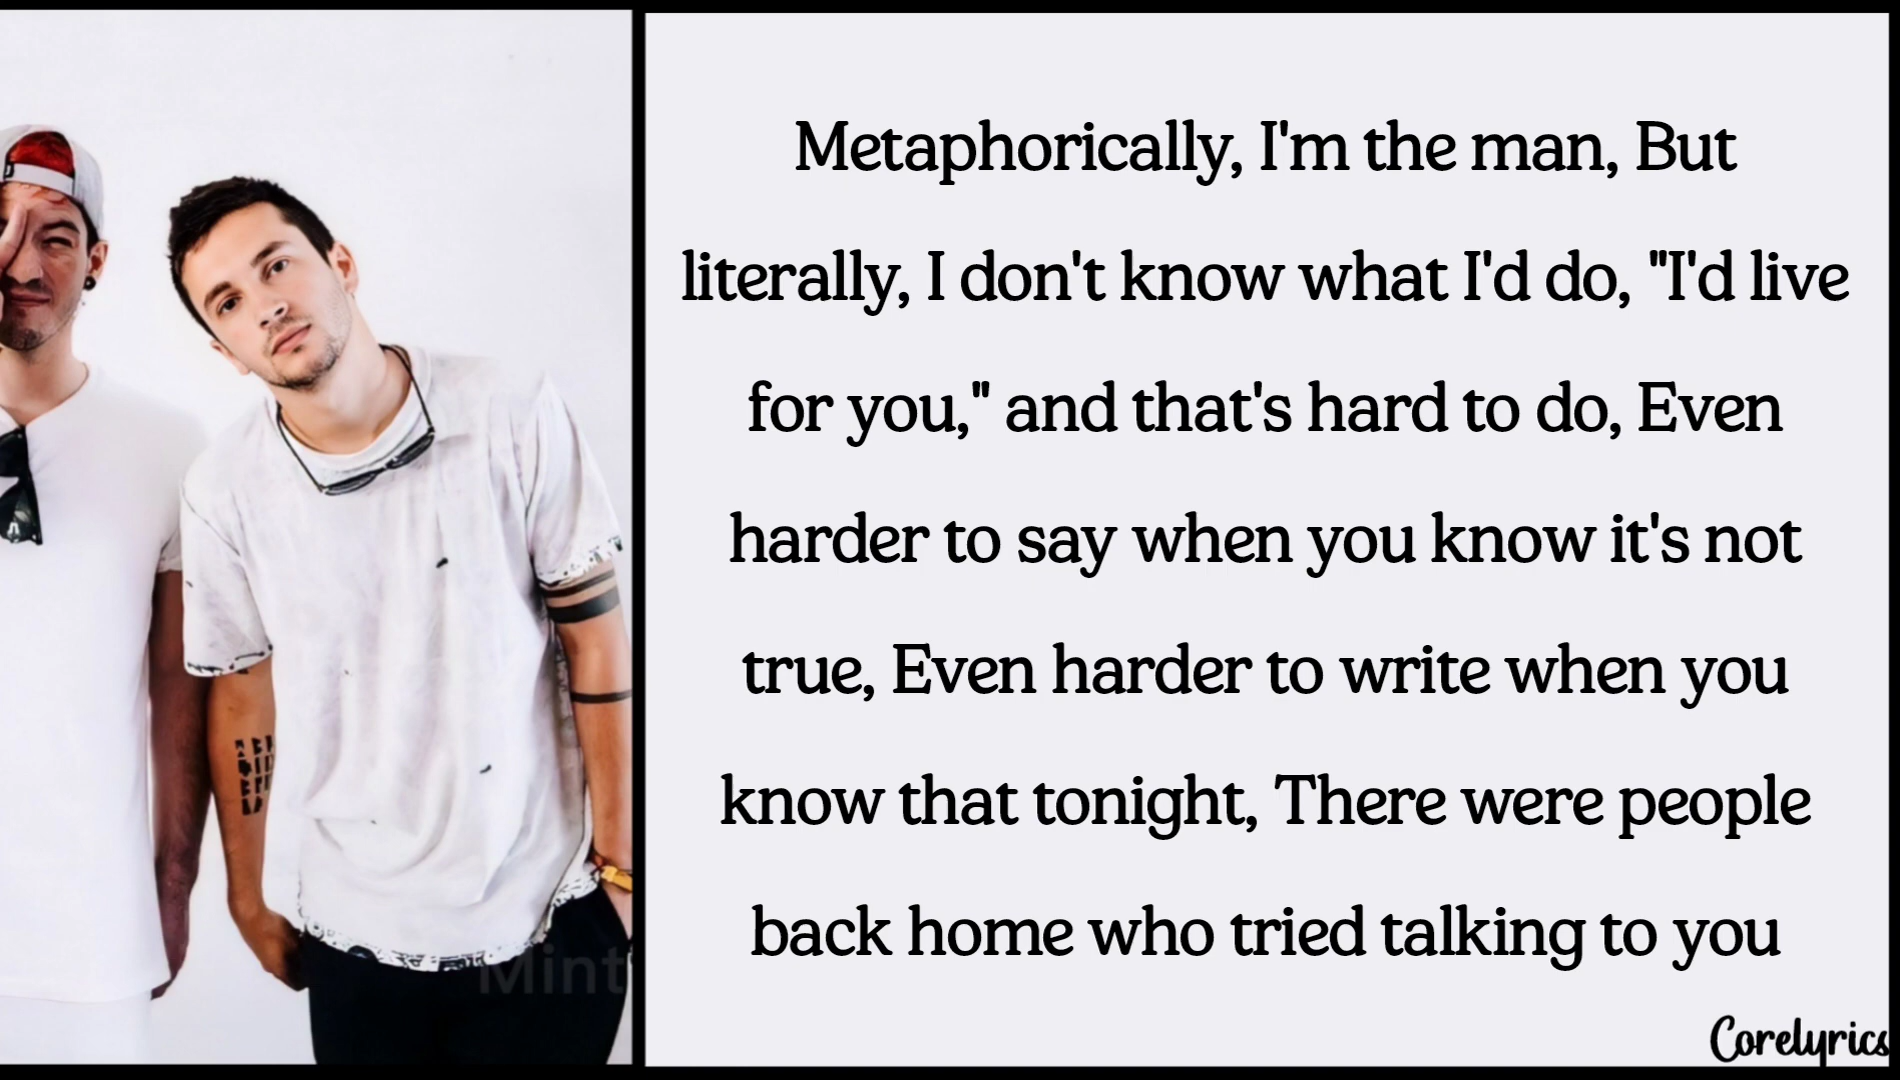 Metaphorically, I'm the man, But
literally, I don't know what I'd do, "I'd live
for you," and that's hard to do, Even
harder to say when you know it's not
true, Even harder to write when you
know that tonight, There were people
back home who tried talking to you
Mint
Corelyrics